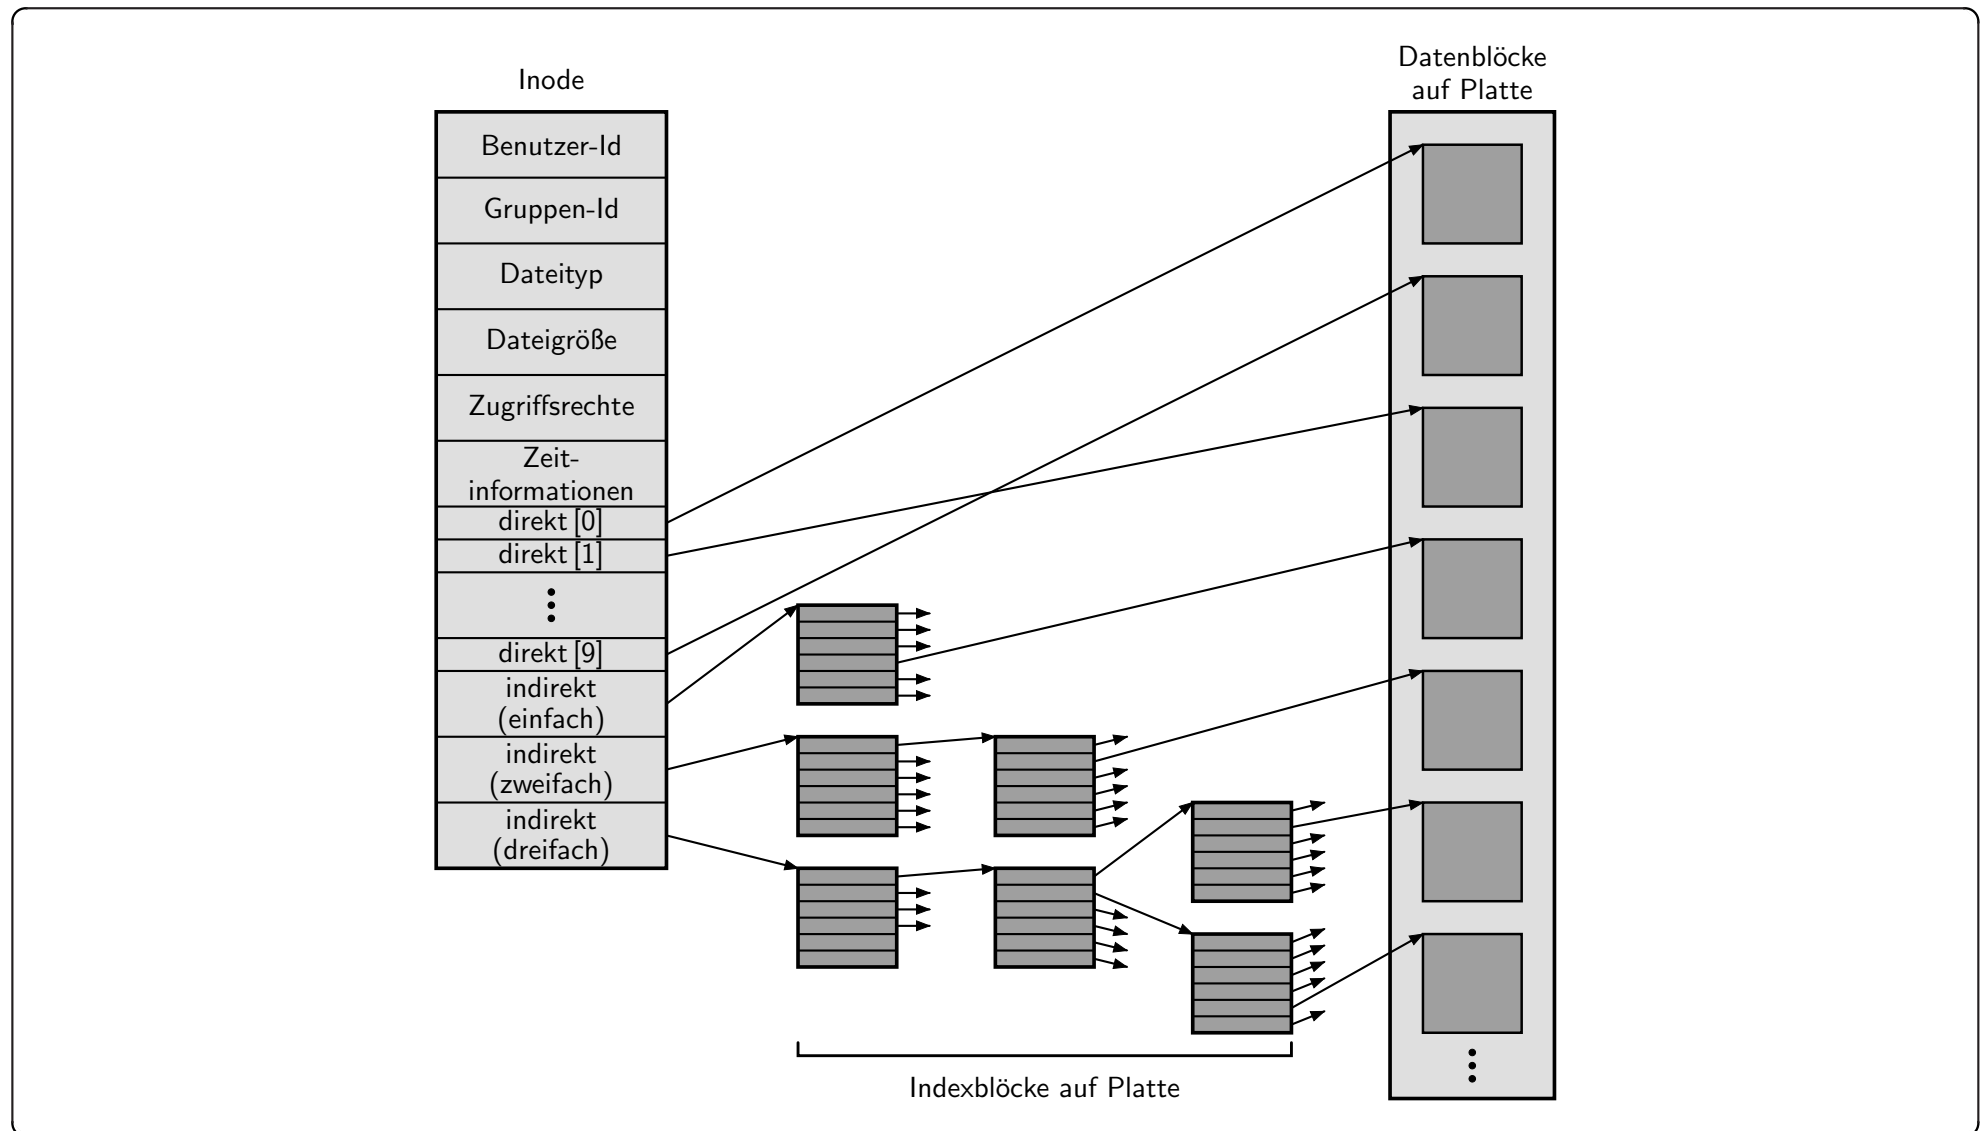 Inode
Benutzer-Id
Gruppen-Id
Dateityp
Dateigröße
Zugriffsrechte
Zeit-
informationen
direkt [0]
direkt [1]
direkt [9]
indirekt
(einfach)
indirekt
(zweifach)
indirekt
(dreifach)
Indexblöcke auf Platte
Datenblöcke
auf Platte